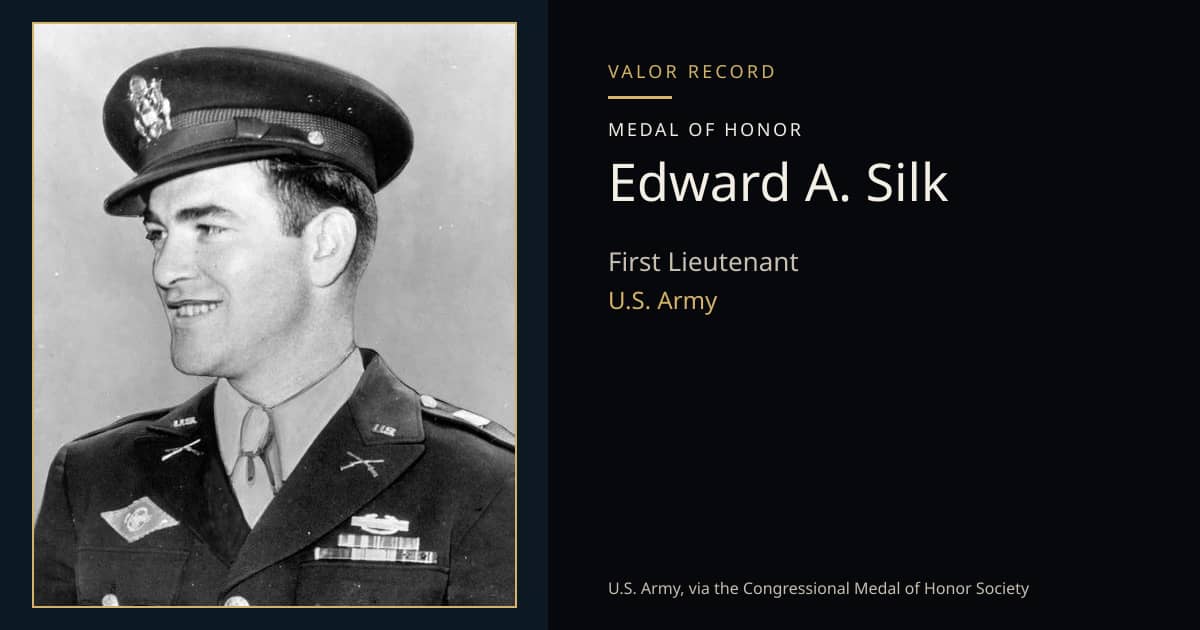 VALOR RECORD
MEDAL OF HONOR
Edward A. Silk
First Lieutenant
U.S. Army
U.S. Army, via the Congressional Medal of Honor Society
U.S.
U.S.